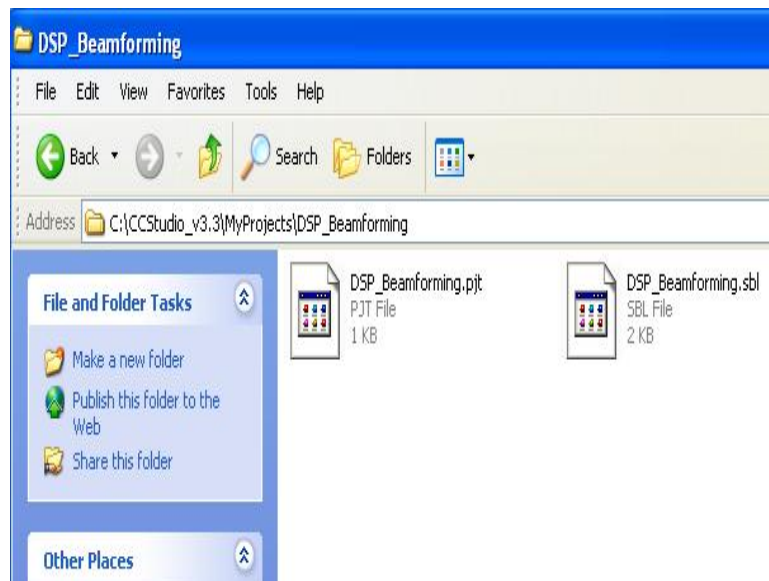 DSP_Beamforming
File Edit View Favorites Tools Help
Back Search Folders
Address C:\CCStudio_v3.3\MyProjects\DSP_Beamforming
File and Folder Tasks
Make a new folder
Publish this folder to the
Web
Share this folder
Other Places
DSP_Beamforming.pjt
PJT File
1 KB
DSP_Beamforming.sbl
SBL File
2 KB